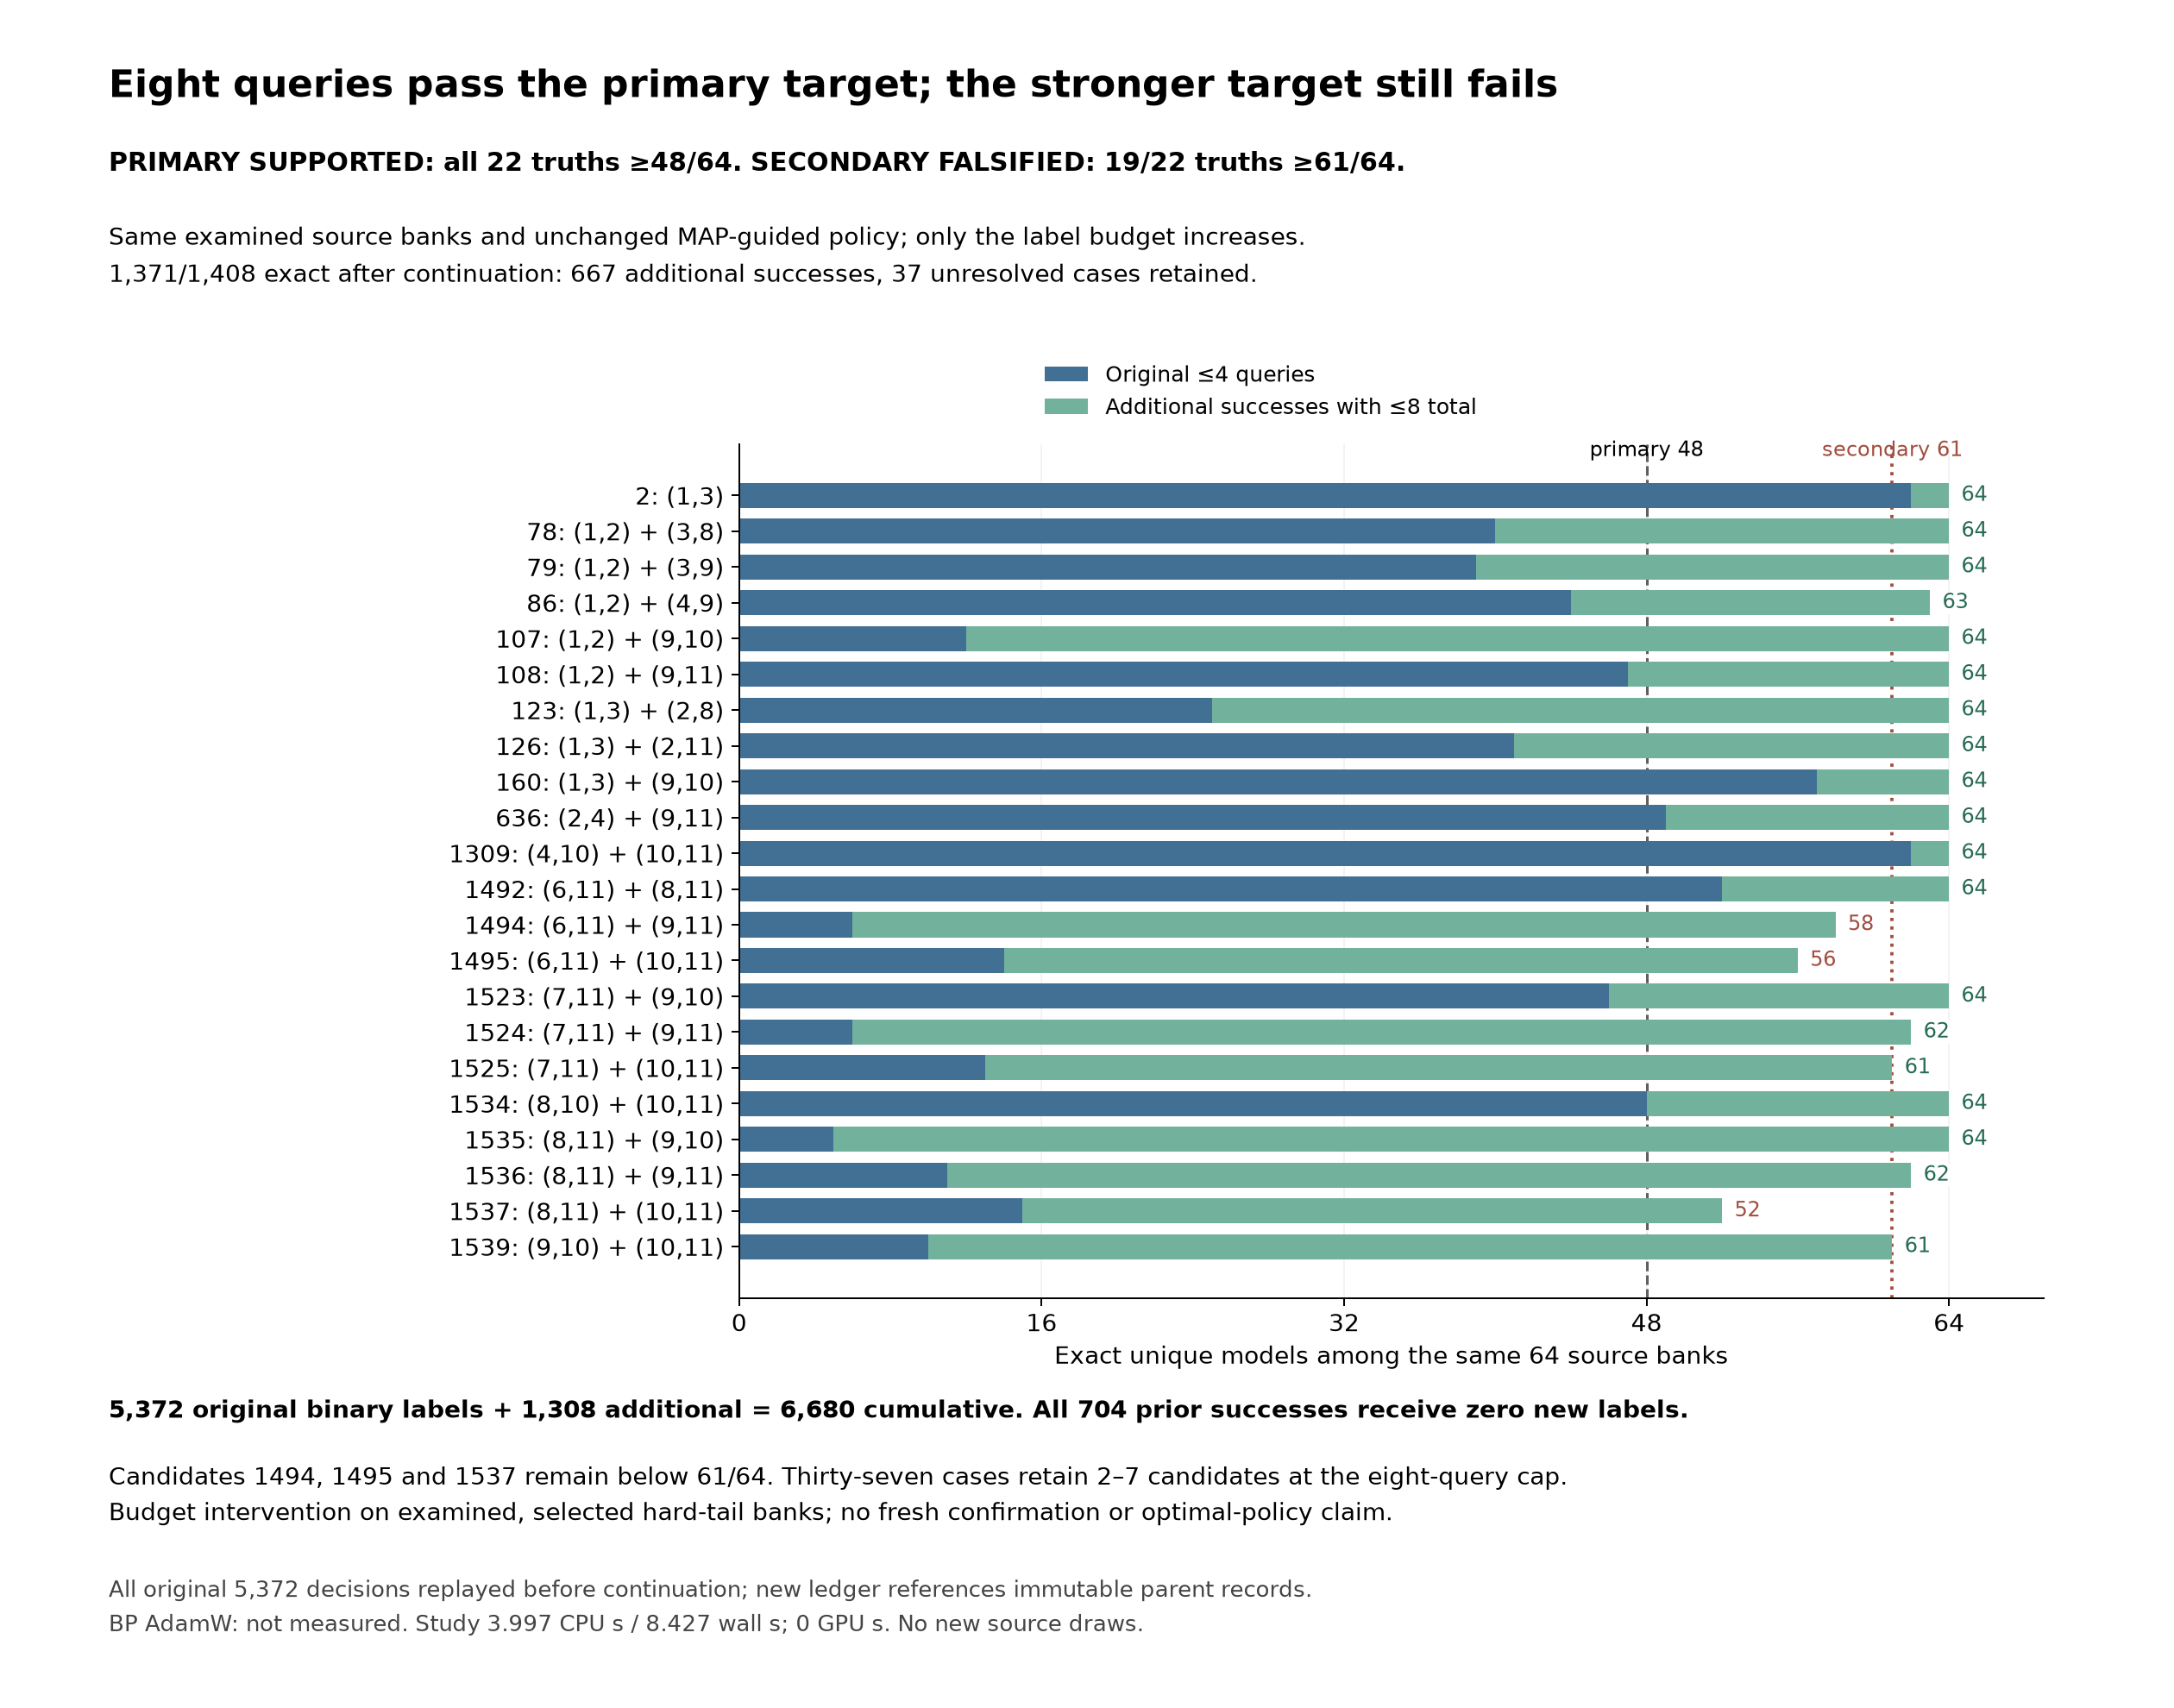 Eight queries pass the primary target; the stronger target still fails
PRIMARY SUPPORTED: all 22 truths ≥48/64. SECONDARY FALSIFIED: 19/22 truths ≥61/64.
Same examined source banks and unchanged MAP-guided policy; only the label budget increases.
1,371/1,408 exact after continuation: 667 additional successes, 37 unresolved cases retained.
Original ≤4 queries
Additional successes with ≤8 total
primary 48
secondary 61
2: (1,3) 64
78: (1,2) + (3,8) 64
79: (1,2) + (3,9) 64
86: (1,2) + (4,9) 63
107: (1,2) + (9,10) 64
108: (1,2) + (9,11) 64
123: (1,3) + (2,8) 64
126: (1,3) + (2,11) 64
160: (1,3) + (9,10) 64
636: (2,4) + (9,11) 64
1309: (4,10) + (10,11) 64
1492: (6,11) + (8,11) 64
1494: (6,11) + (9,11) 58
1495: (6,11) + (10,11) 56
1523: (7,11) + (9,10) 64
1524: (7,11) + (9,11) 62
1525: (7,11) + (10,11) 61
1534: (8,10) + (10,11) 64
1535: (8,11) + (9,10) 64
1536: (8,11) + (9,11) 62
1537: (8,11) + (10,11) 52
1539: (9,10) + (10,11) 61
0 16 32 48 64
Exact unique models among the same 64 source banks
5,372 original binary labels + 1,308 additional = 6,680 cumulative. All 704 prior successes receive zero new labels.
Candidates 1494, 1495 and 1537 remain below 61/64. Thirty-seven cases retain 2–7 candidates at the eight-query cap.
Budget intervention on examined, selected hard-tail banks; no fresh confirmation or optimal-policy claim.
All original 5,372 decisions replayed before continuation; new ledger references immutable parent records.
BP AdamW: not measured. Study 3.997 CPU s / 8.427 wall s; 0 GPU s. No new source draws.